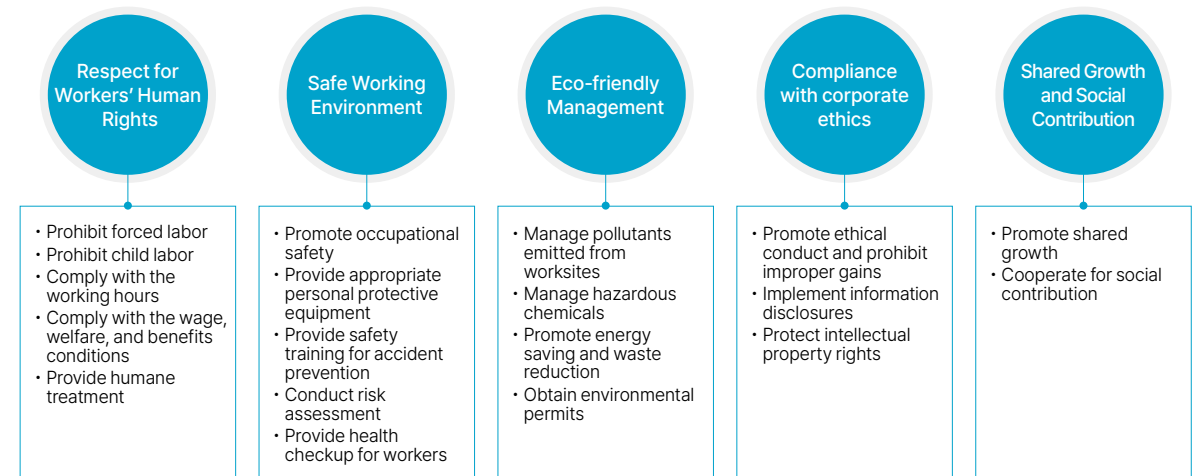 Respect for
Workers' Human
Rights
• Prohibit forced labor
• Prohibit child labor
• Comply with the
working hours
• Comply with the wage,
welfare, and benefits
conditions
• Provide humane
treatment
Safe Working
Environment
• Promote occupational
safety
• Provide appropriate
personal protective
equipment
• Provide safety
training for accident
prevention
• Conduct risk
assessment
• Provide health
checkup for workers
Eco-friendly
Management
• Manage pollutants
emitted from
worksites
• Manage hazardous
chemicals
• Promote energy
saving and waste
reduction
• Obtain environmental
permits
Compliance
with corporate
ethics
• Promote ethical
conduct and prohibit
improper gains
• Implement information
disclosures
• Protect intellectual
property rights
Shared Growth
and Social
Contribution
• Promote shared
growth
• Cooperate for social
contribution